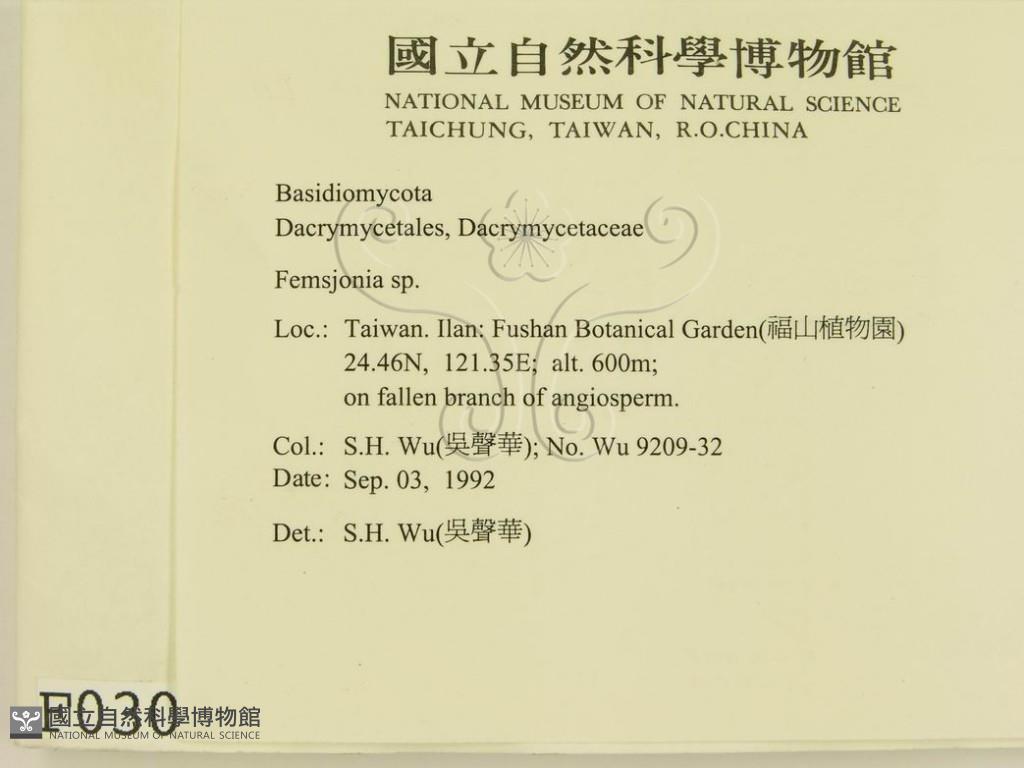 國立自然科學博物館
NATIONAL MUSEUM OF NATURAL SCIENCE
TAICHUNG, TAIWAN, R.O.CHINA
Basidiomycota
Dacrymycetales, Dacrymycetaceae
Femsjonia sp.
Loc.: Taiwan. Ilan: Fushan Botanical Garden(福山植物園)
24.46N, 121.35E; alt. 600m;
on fallen branch of angiosperm.
Col.: S.H. Wu(吳聲華); No. Wu 9209-32
Date: Sep. 03, 1992
Det.: S.H. Wu(吳聲華)
F030
國立自然科學博物館
NATIONAL MUSEUM OF NATURAL SCIENCE